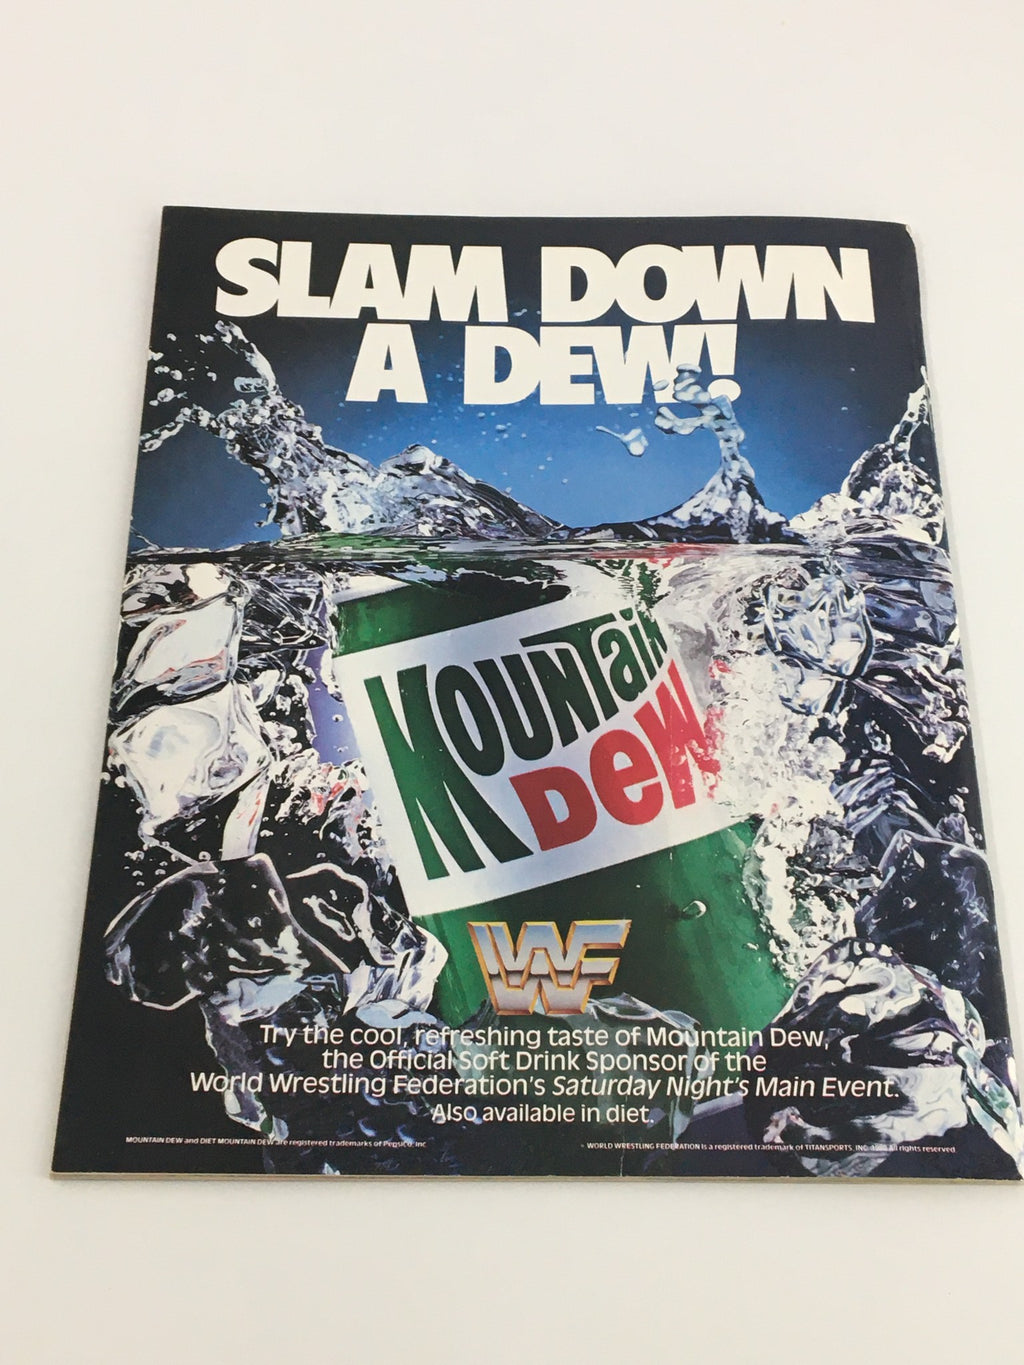 SLAM DOWN
A DEW!
MOUNTain
DeW
WF
Try the cool, refreshing taste of Mountain Dew,
the Official Soft Drink Sponsor of the
World Wrestling Federation's Saturday Night's Main Event.
Also available in diet.
MOUNTAIN DEW and DIET MOUNTAIN DEW are registered trademarks of PepsiCo, Inc.
WORLD WRESTLING FEDERATION is a registered trademark of TITANSPORTS, INC. All rights reserved